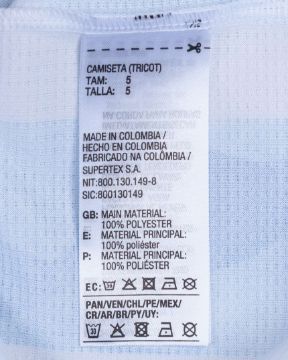 CAMISETA (TRICOT)
TAM: 5
TALLA: 5
MADE IN COLOMBIA /
HECHO EN COLOMBIA /
FABRICADO NA COLÔMBIA /
SUPERTEX S.A.
NIT:800.130.149-8
SIC:800130149
GB: MAIN MATERIAL:
100% POLYESTER
E: MATERIAL PRINCIPAL:
100% poliéster
P: MATERIAL PRINCIPAL:
100% POLIÉSTER
EC: 30
PAN/VEN/CHL/PE/MEX/
CR/AR/BR/PY/ UY:
30